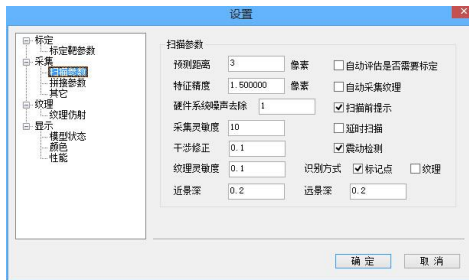 设置
标定
标定靶参数
采集
扫描参数
拼接参数
其它
纹理
纹理仿射
显示
模型状态
颜色
性能
扫描参数
预测距离 3 像素 自动评估是否需要标定
特征精度 1.500000 像素 自动采集纹理
硬件系统噪声去除 1 扫描前提示
采集灵敏度 10 延时扫描
干涉修正 0.1 震动检测
纹理灵敏度 0.1 识别方式 标记点 纹理
近景深 0.2 远景深 0.2
确定 取消